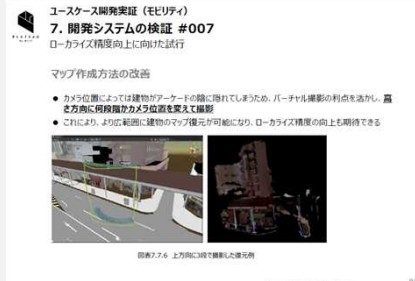 ユースケース開発実証（モビリティ）
7. 開発システムの検証 #007
ローカライズ精度向上に向けた試行
マップ作成方法の改善
● カメラ位置によっては建物がアーケードの陰に隠れてしまうため、バーチャル撮影の利点を活かし、高
さ方向に何段階かカメラ位置を変えて撮影
● これにより、より広範囲に建物のマップ復元が可能になり、ローカライズ精度の向上も期待できる
図表7.7.6 上方向に3段で撮影した復元例